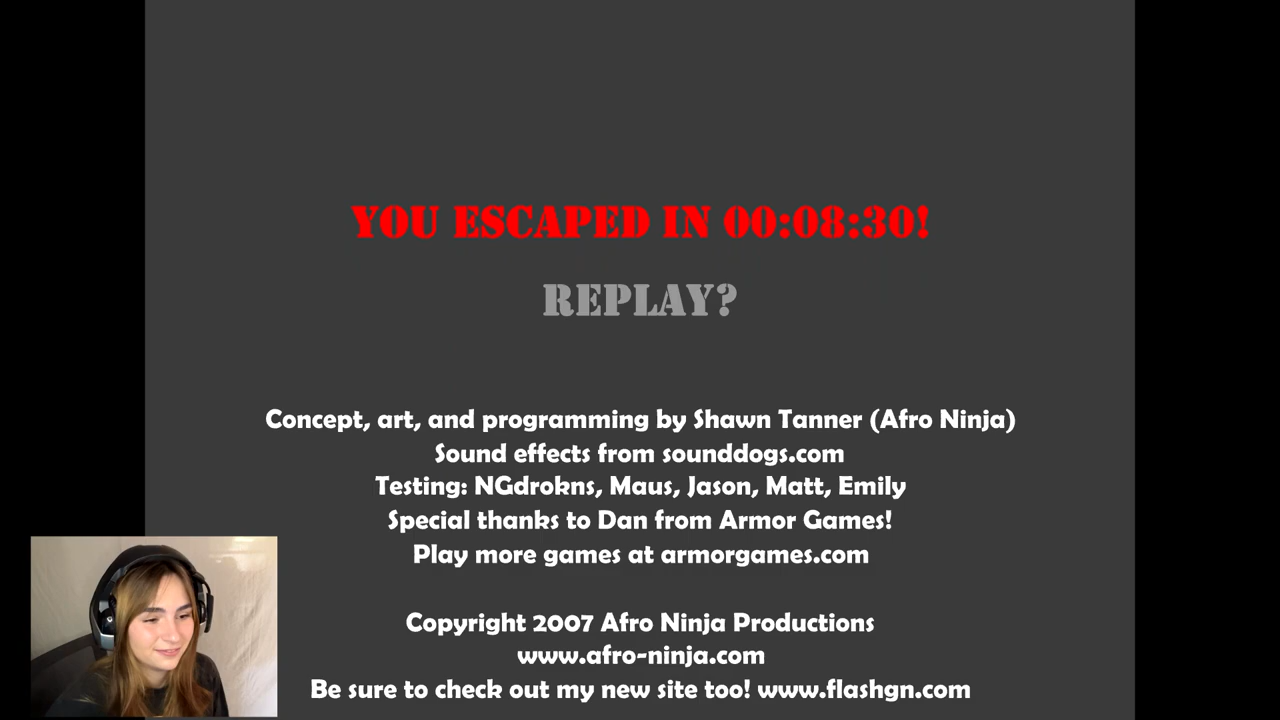 YOU ESCAPED IN 00:08:30!
REPLAY?
Concept, art, and programming by Shawn Tanner (Afro Ninja)
Sound effects from sounddogs.com
Testing: NGdrokns, Maus, Jason, Matt, Emily
Special thanks to Dan from Armor Games!
Play more games at armorgames.com
Copyright 2007 Afro Ninja Productions
www.afro-ninja.com
Be sure to check out my new site too! www.flashgn.com